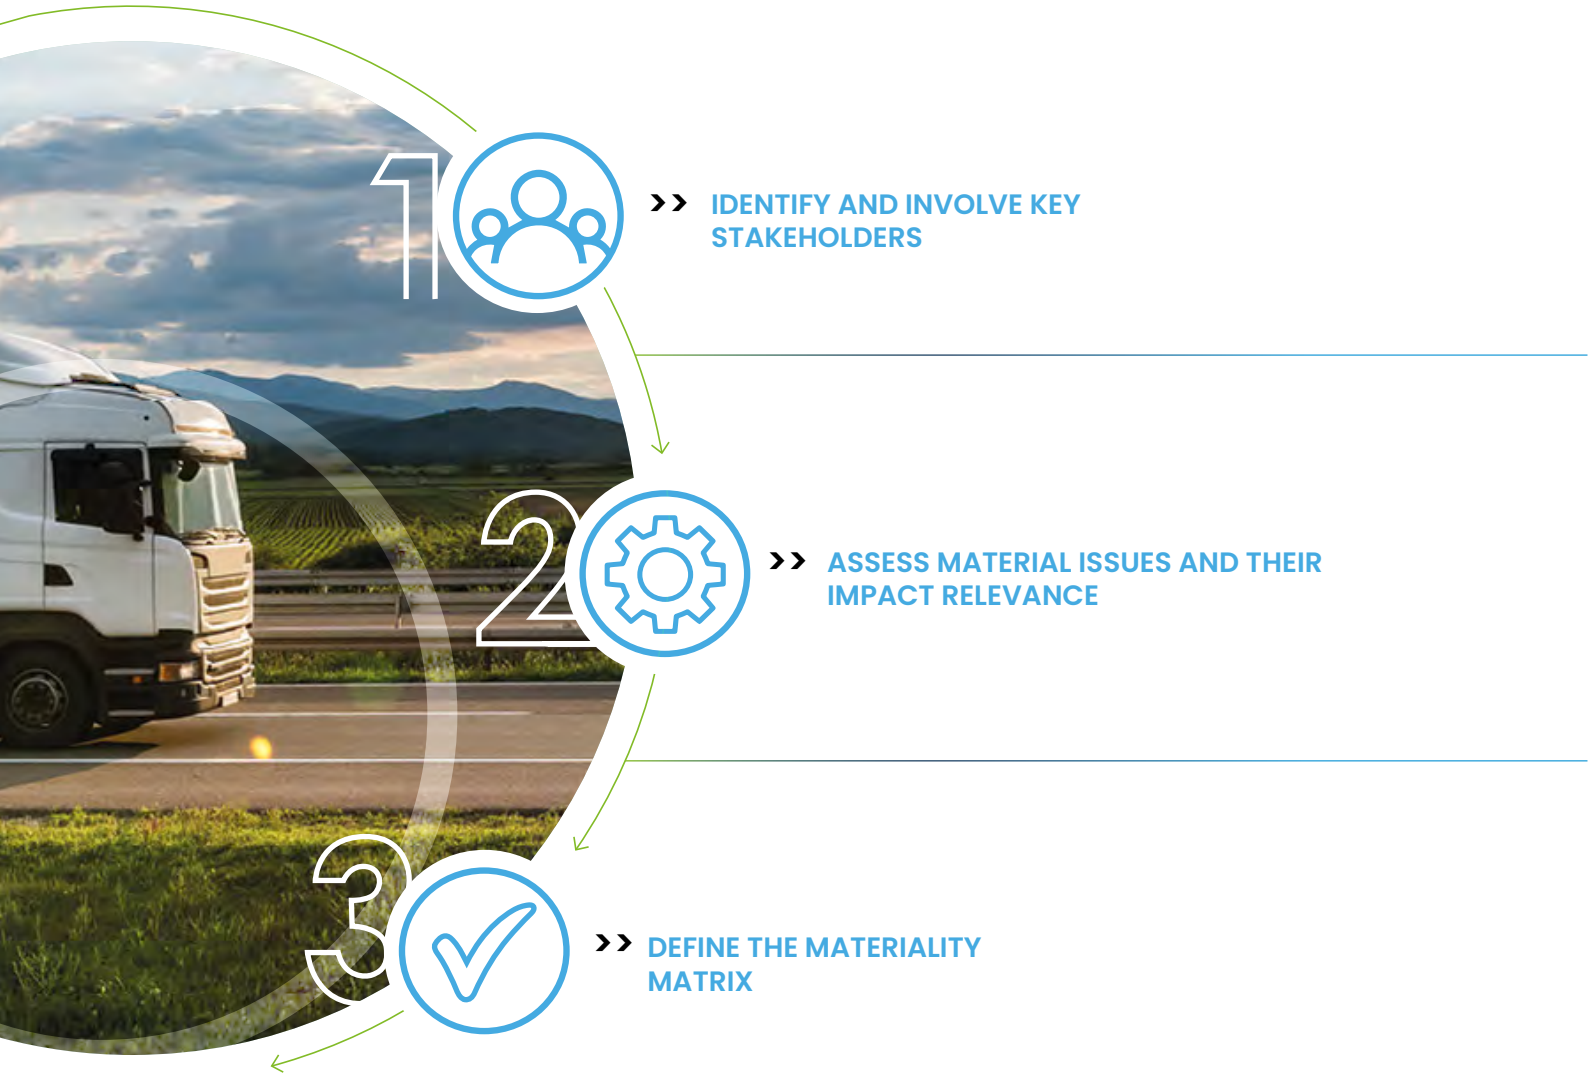 1
IDENTIFY AND INVOLVE KEY
STAKEHOLDERS
2
ASSESS MATERIAL ISSUES AND THEIR
IMPACT RELEVANCE
3
DEFINE THE MATERIALITY
MATRIX